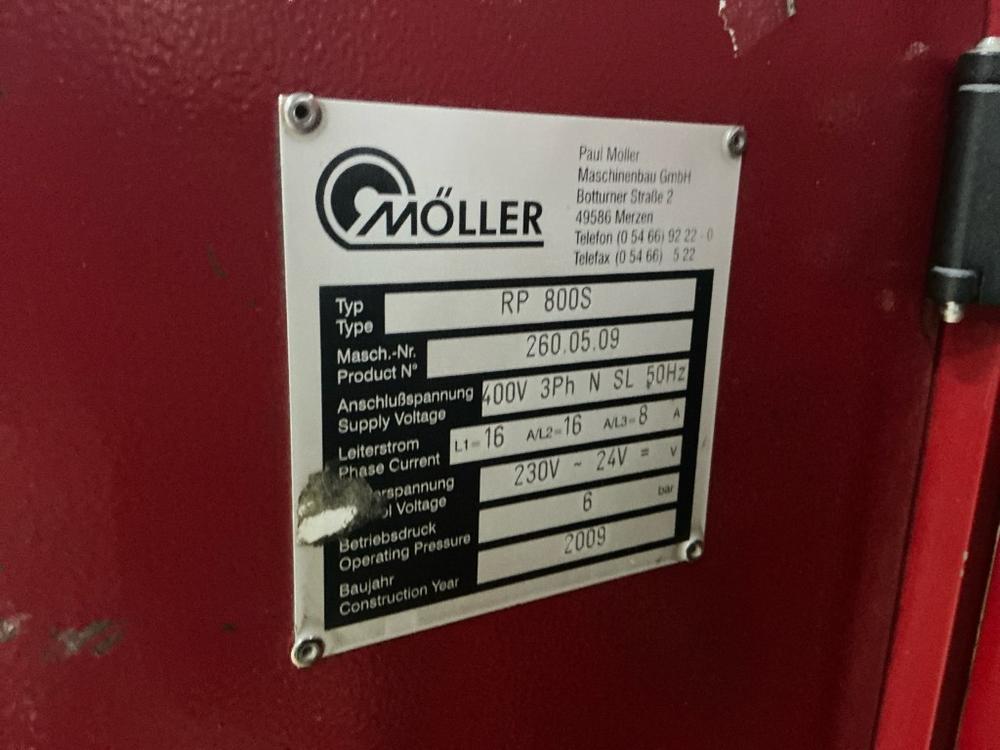 MÖLLER
Paul Möller
Maschinenbau GmbH
Botturner Straße 2
49586 Merzen
Telefon (0 54 66) 92 22 - 0
Telefax (0 54 66) 5 22
Typ
Type
RP 800S
Masch.-Nr.
Product N°
260.05.09
Anschlußspannung
Supply Voltage
400V 3Ph N SL 50Hz
Leiterstrom
Phase Current
L1=16 A/L2=16 A/L3=8 A
erspannung
ol Voltage
230V ~ 24V = V
Betriebsdruck
Operating Pressure
6 bar
Baujahr
Construction Year
2009